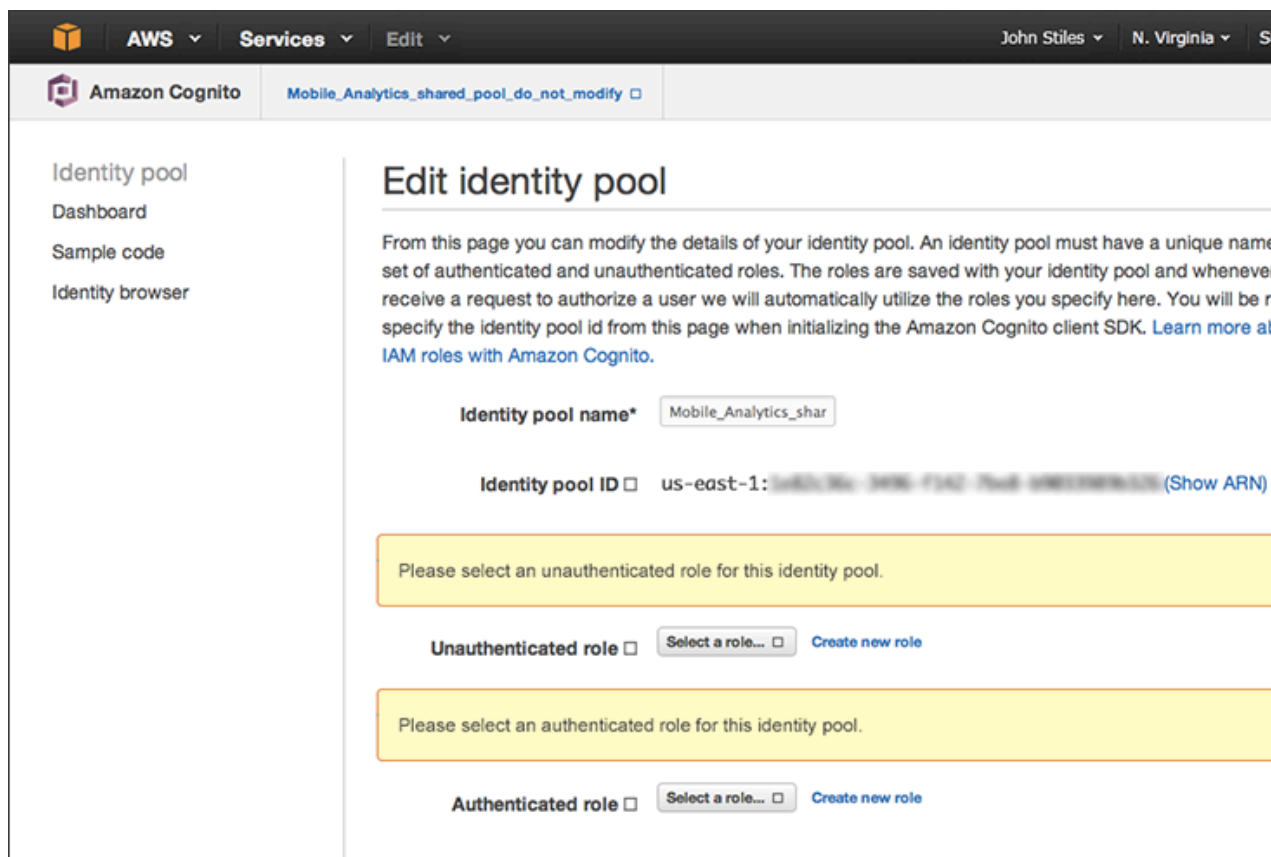 AWS Services Edit John Stiles N. Virginia
Amazon Cognito Mobile_Analytics_shared_pool_do_not_modify
Identity pool
Dashboard
Sample code
Identity browser
Edit identity pool
From this page you can modify the details of your identity pool. An identity pool must have a unique name
set of authenticated and unauthenticated roles. The roles are saved with your identity pool and whenever
receive a request to authorize a user we will automatically utilize the roles you specify here. You will be
specify the identity pool id from this page when initializing the Amazon Cognito client SDK. Learn more
IAM roles with Amazon Cognito.
Identity pool name* Mobile_Analytics_shar
Identity pool ID us-east-1: (Show ARN)
Please select an unauthenticated role for this identity pool.
Unauthenticated role Select a role... Create new role
Please select an authenticated role for this identity pool.
Authenticated role Select a role... Create new role